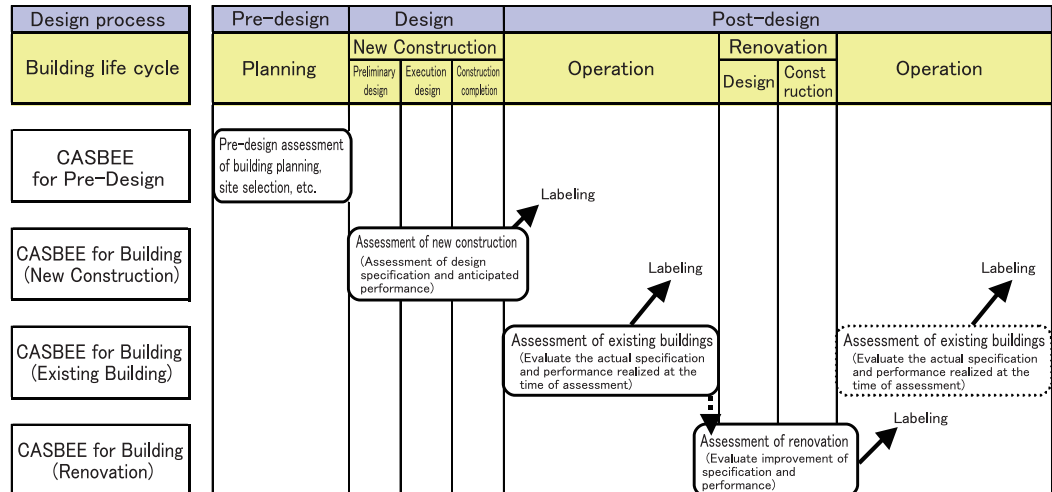 Design process
Pre-design
Design
Post-design
Building life cycle
Planning
New Construction
Preliminary
design
Execution
design
Construction
completion
Operation
Renovation
Design
Const
ruction
Operation
CASBEE
for Pre-Design
Pre-design assessment
of building planning,
site selection, etc.
Labeling
CASBEE for Building
(New Construction)
Assessment of new construction
(Assessment of design
specification and anticipated
performance)
Labeling
Labeling
CASBEE for Building
(Existing Building)
Assessment of existing buildings
(Evaluate the actual specification
and performance realized at the
time of assessment)
Assessment of existing buildings
(Evaluate the actual specification
and performance realized at the
time of assessment)
Labeling
CASBEE for Building
(Renovation)
Assessment of renovation
(Evaluate improvement of
specification and
performance)